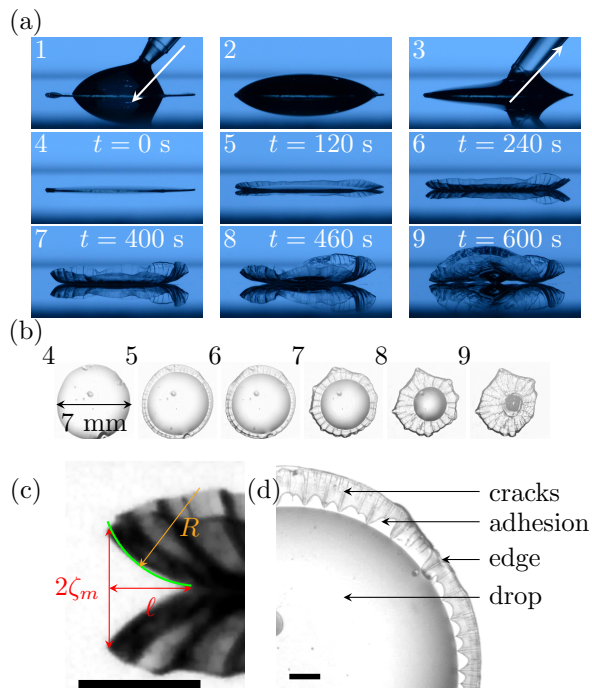 (a)
1 2 3
4 t = 0 s 5 t = 120 s 6 t = 240 s
7 t = 400 s 8 t = 460 s 9 t = 600 s
(b)
4 5 6 7 8 9
7 mm
(c) (d)
R
2ζₘ
ℓ
cracks
adhesion
edge
drop